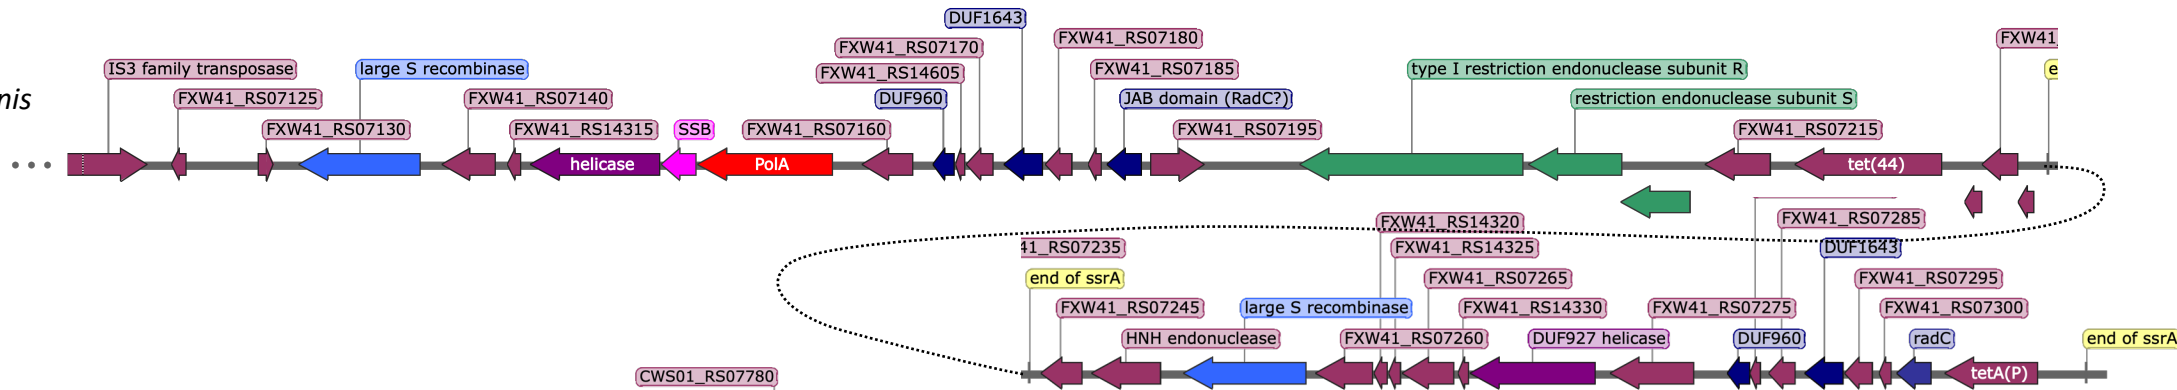 DUF1643
FXW41_RS07170
FXW41_RS07180
FXW41_
IS3 family transposase
large S recombinase
FXW41_RS14605
FXW41_RS07185
type I restriction endonuclease subunit R
e
nis
FXW41_RS07125
FXW41_RS07140
DUF960
JAB domain (RadC?)
restriction endonuclease subunit S
FXW41_RS07130
FXW41_RS14315
SSB
FXW41_RS07160
FXW41_RS07195
FXW41_RS07215
helicase
PolA
tet(44)
FXW41_RS14320
FXW41_RS07285
41_RS07235
FXW41_RS14325
DUF1643
end of ssrA
FXW41_RS07265
FXW41_RS07295
FXW41_RS07245
large S recombinase
FXW41_RS14330
FXW41_RS07275
FXW41_RS07300
HNH endonuclease
FXW41_RS07260
DUF927 helicase
DUF960
radC
end of ssrA
tetA(P)
CWS01_RS07780